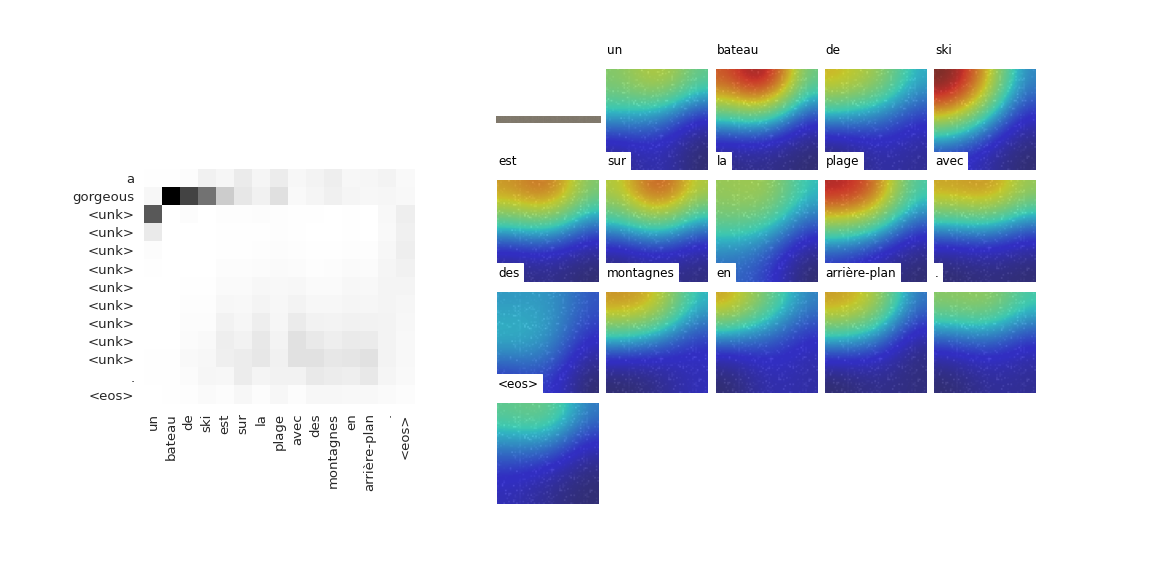 a
gorgeous
<unk>
<unk>
<unk>
<unk>
<unk>
<unk>
<unk>
<unk>
<unk>
.
<eos>
un
bateau
de
ski
est
sur
la
plage
avec
des
montagnes
en
arrière-plan
.
<eos>
un bateau de ski
est sur la plage avec
des montagnes en arrière-plan .
<eos>